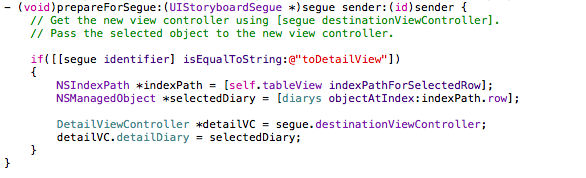 - (void)prepareForSegue:(UIStoryboardSegue *)segue sender:(id)sender {
    // Get the new view controller using [segue destinationViewController].
    // Pass the selected object to the new view controller.

    if([[segue identifier] isEqualToString:@"toDetailView"])
    {
        NSIndexPath *indexPath = [self.tableView indexPathForSelectedRow];
        NSManagedObject *selectedDiary = [diarys objectAtIndex:indexPath.row];

        DetailViewController *detailVC = segue.destinationViewController;
        detailVC.detailDiary = selectedDiary;
    }
}